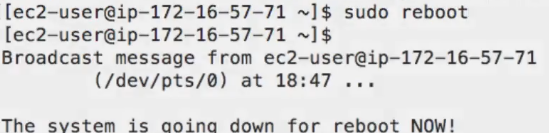 [ec2-user@ip-172-16-57-71 ~]$ sudo reboot
[ec2-user@ip-172-16-57-71 ~]$
Broadcast message from ec2-user@ip-172-16-57-71
(/dev/pts/0) at 18:47 ...
The system is going down for reboot NOW!